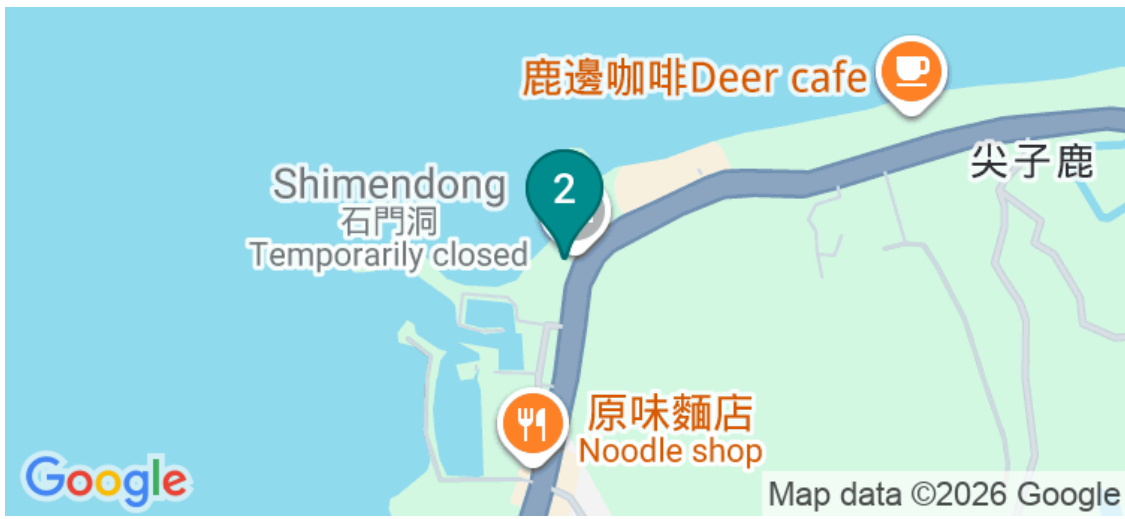 鹿邊咖啡Deer cafe
尖子鹿
2
Shimendong
石門洞
Temporarily closed
原味麵店
Noodle shop
Google
Map data ©2026 Google